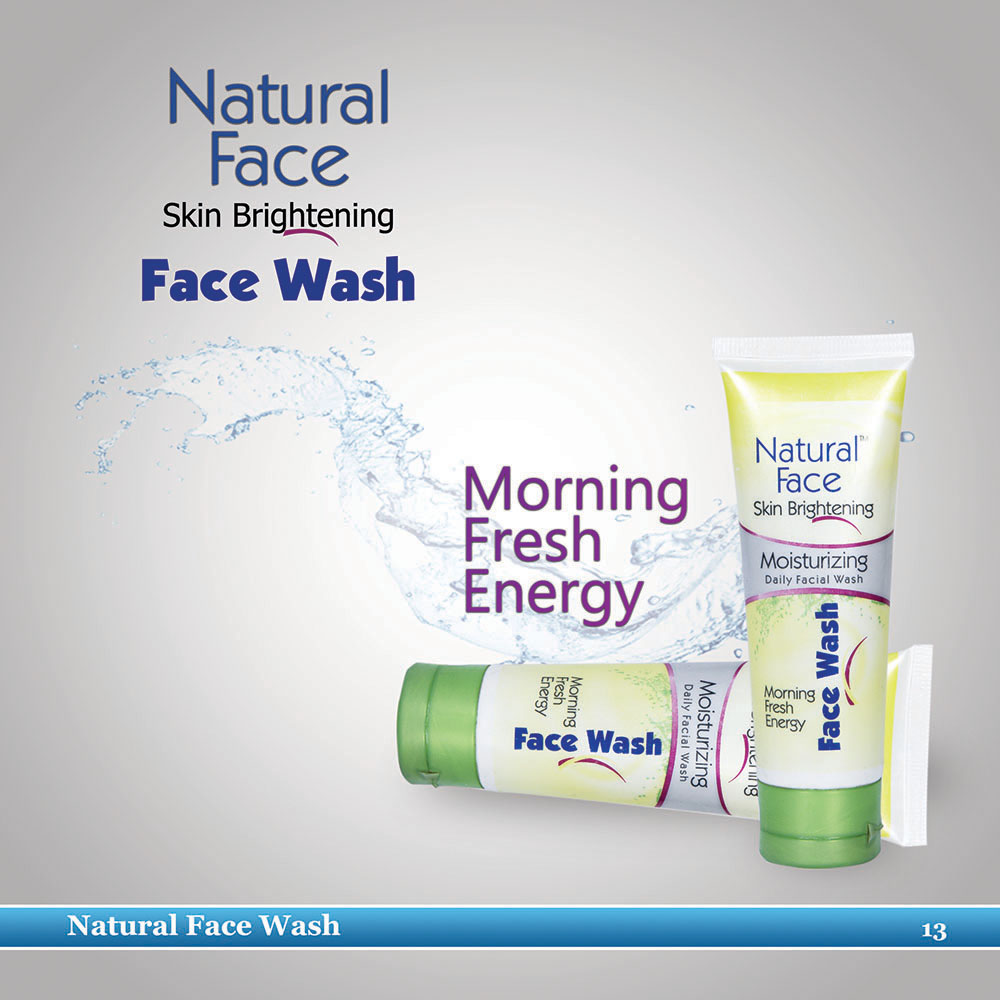 Natural
Face
Skin Brightening
Face Wash
Morning
Fresh
Energy
Natural™
Face
Skin Brightening
Moisturizing
Daily Facial Wash
Face Wash
Morning
Fresh
Energy
Morning
Fresh
Energy
Face Wash
Moisturizing
Daily Facial Wash
Natural Face Wash
13